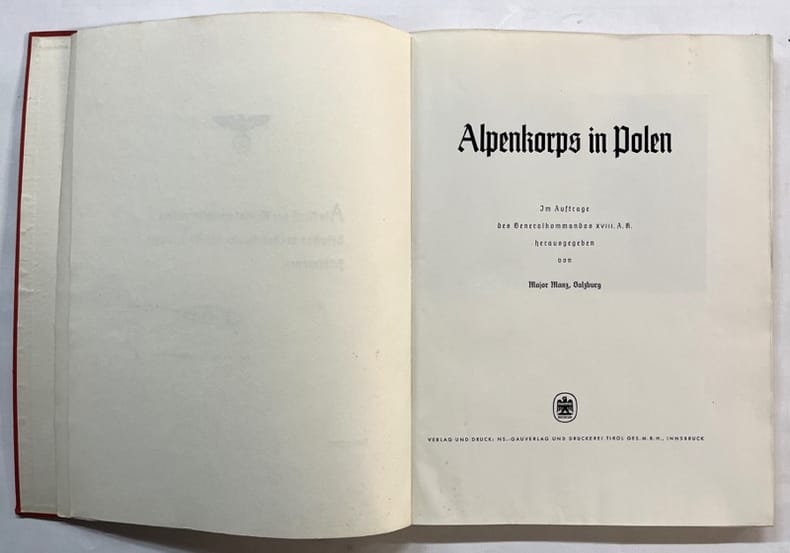 Alpenkorps in Polen
Im Auftrage
des Generalkommandos XVIII. A. K.
herausgegeben
von
Major Manz, Salzburg
VERLAG UND DRUCK: NS.-GAUVERLAG UND DRUCKEREI TIROL GES.M.B.H., INNSBRUCK